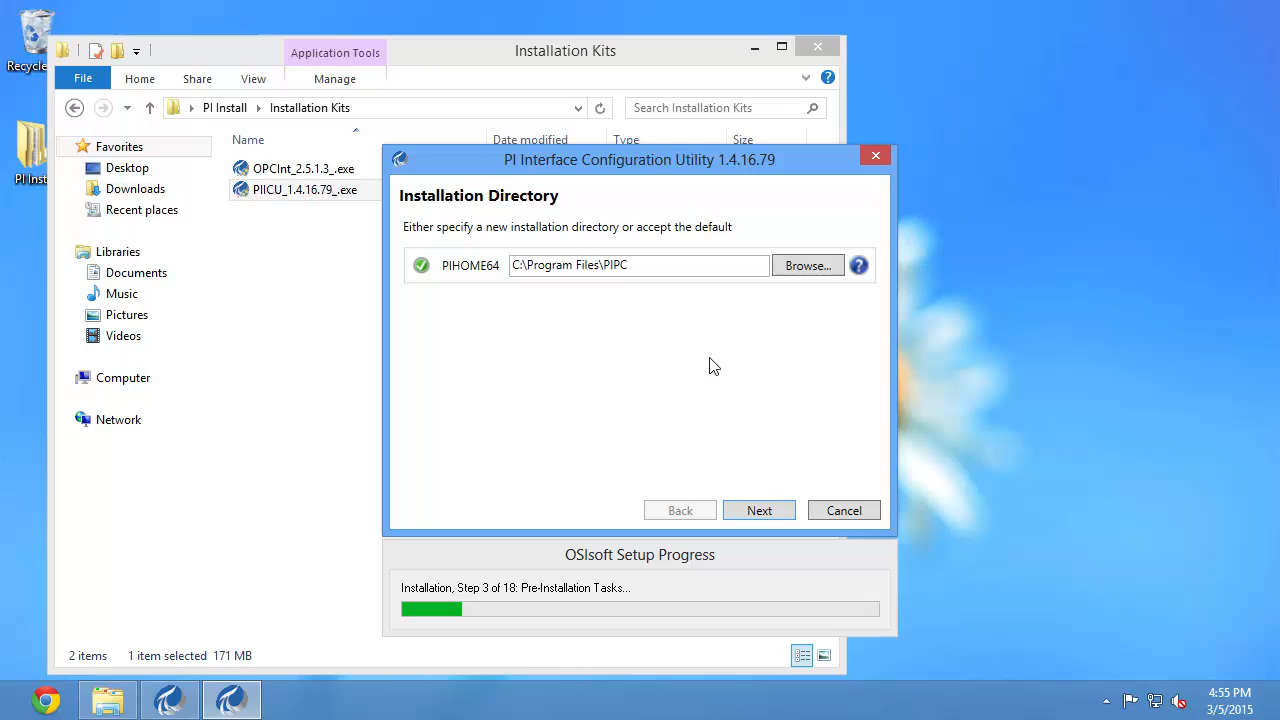 Recycle
PI Inst
Application Tools
Installation Kits
File
Home
Share
View
Manage
PI Install
Installation Kits
Search Installation Kits
Name
Date modified
Type
Size
Favorites
Desktop
Downloads
Recent places
Libraries
Documents
Music
Pictures
Videos
Computer
Network
OPCInt_2.5.1.3_.exe
PIICU_1.4.16.79_.exe
PI Interface Configuration Utility 1.4.16.79
Installation Directory
Either specify a new installation directory or accept the default
PIHOME64 C:\Program Files\PIPC Browse...
Back Next Cancel
OSIsoft Setup Progress
Installation, Step 3 of 18: Pre-Installation Tasks...
2 items 1 item selected 171 MB
4:55 PM
3/5/2015